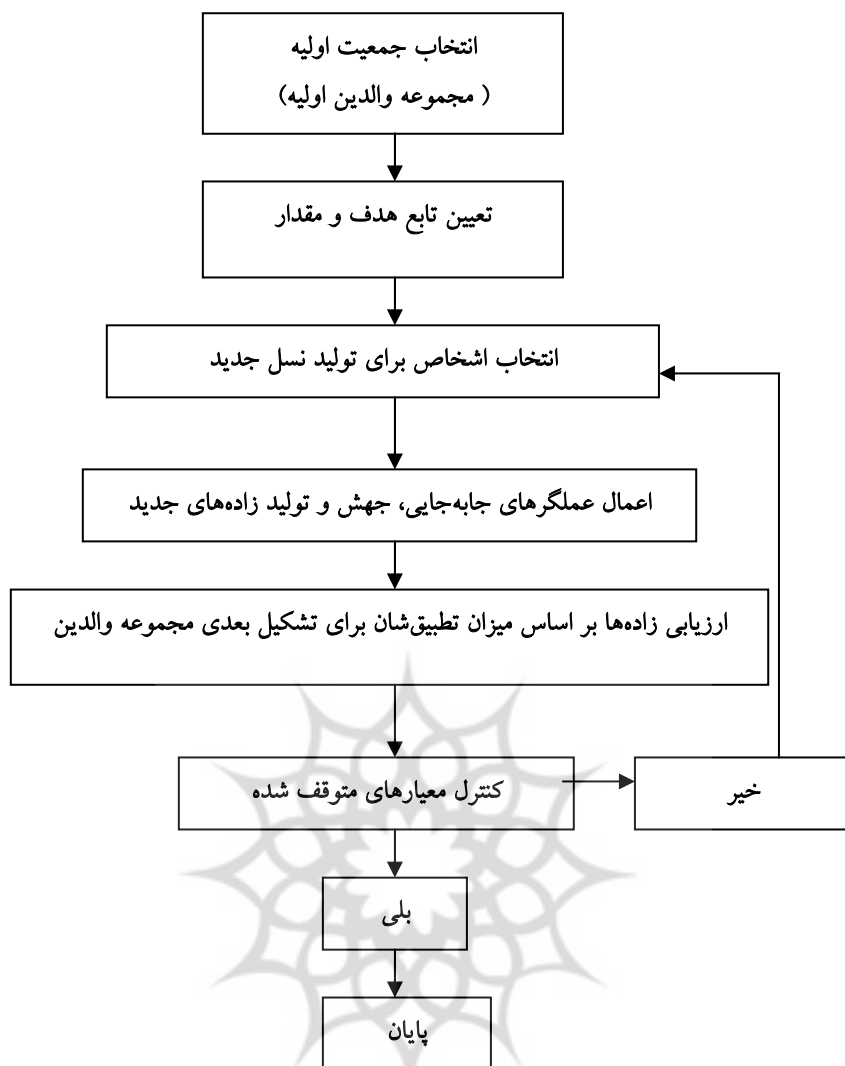 انتخاب جمعیت اولیه
( مجموعه والدین اولیه)
تعیین تابع هدف و مقدار
انتخاب اشخاص برای تولید نسل جدید
اعمال عملگرهای جابه‌جایی، جهش و تولید زاده‌های جدید
ارزیابی زاده‌ها بر اساس میزان تطبیق‌شان برای تشکیل بعدی مجموعه والدین
کنترل معیارهای متوقف شده
خیر
بلی
پایان